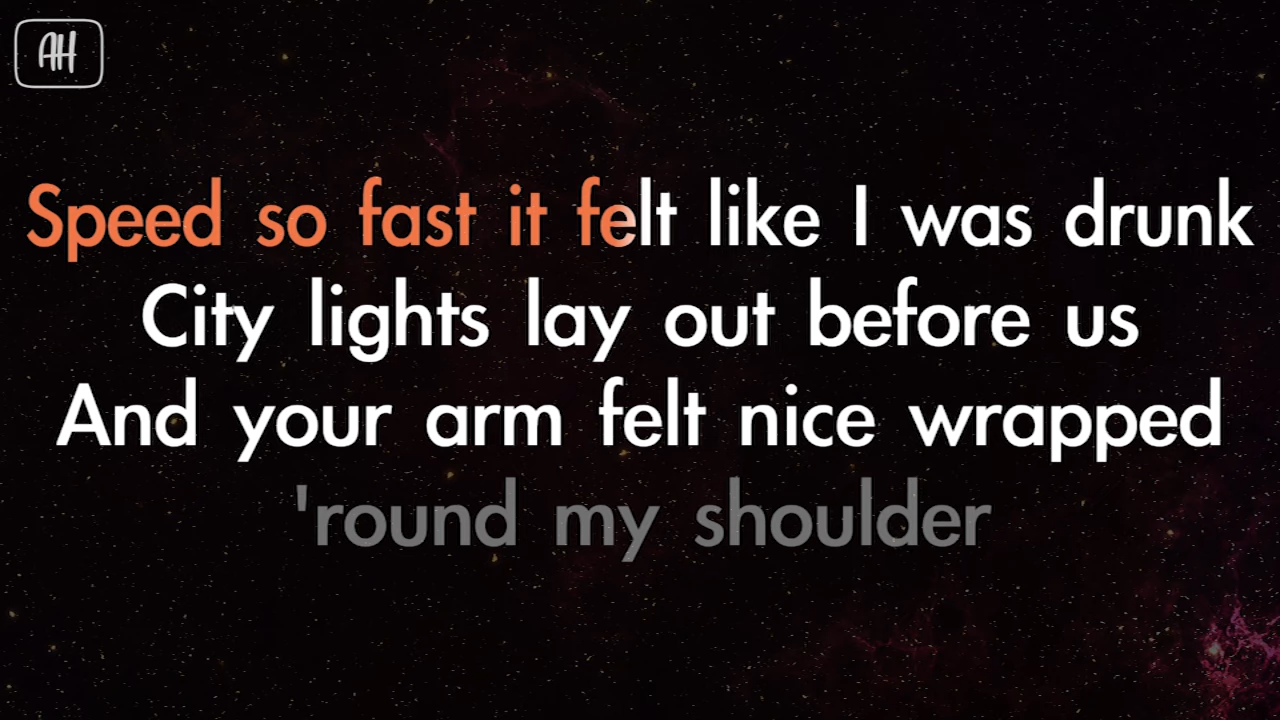 AH
Speed so fast it felt like I was drunk
City lights lay out before us
And your arm felt nice wrapped
'round my shoulder